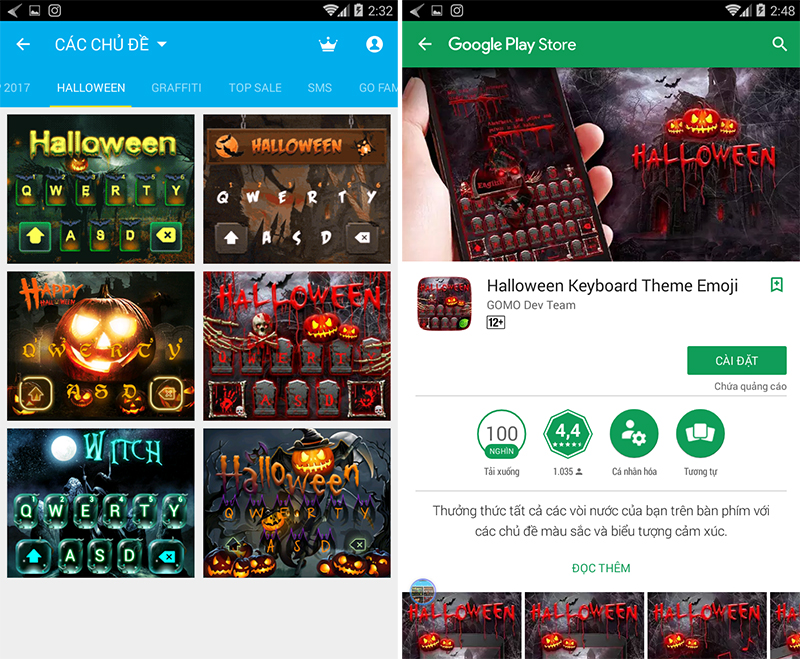 2:32
CÁC CHỦ ĐỀ
2017
HALLOWEEN
GRAFFITI
TOP SALE
SMS
GO FAM
Halloween
Q W E R T Y
A S D
HALLOWEEN
Q W E R T Y
A S D
HAPPY
HALLOWEEN
Q W E R T Y
A S D
HALLOWEEN
Q W E R T Y
A S D
WITCH
Q W E R T Y
A S D
Halloween
Q W E R T Y
A S D
2:48
Google Play Store
English
HALLOWEEN
HALLOWEEN
Halloween Keyboard Theme Emoji
GOMO Dev Team
12+
CÀI ĐẶT
Chứa quảng cáo
100
NGHÌN
Tải xuống
4,4
1.035
Cá nhân hóa
Tương tự
Thưởng thức tất cả các vòi nước của bạn trên bàn phím với
các chủ đề màu sắc và biểu tượng cảm xúc.
ĐỌC THÊM
HALLOWEEN
HALLOWEEN
HALLOWEEN